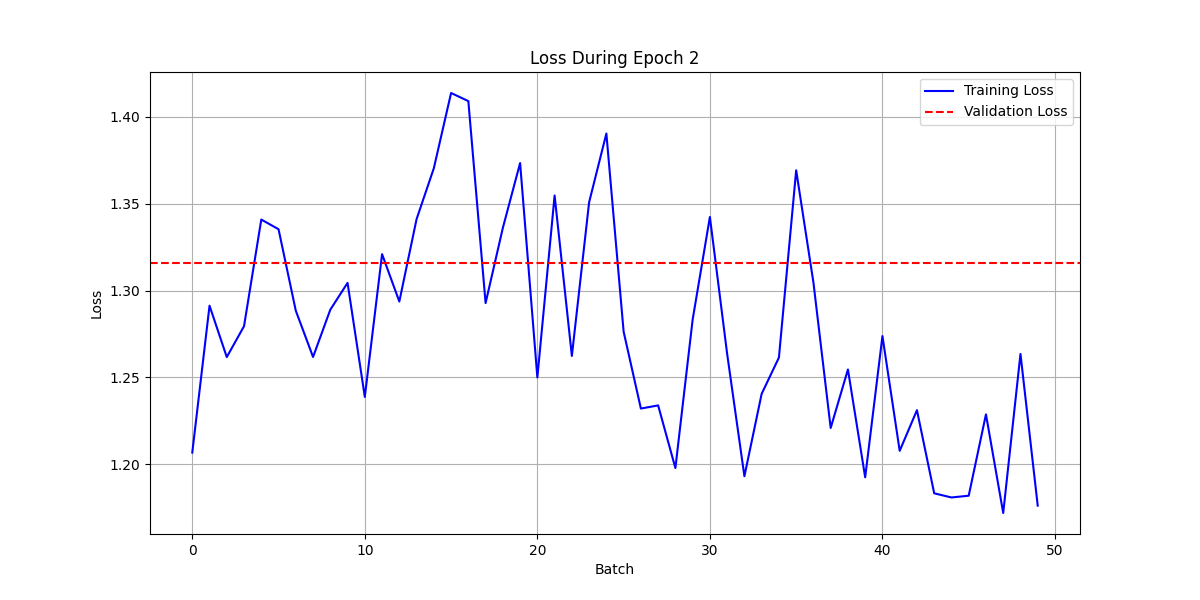 Loss During Epoch 2
Training Loss
Validation Loss
1.40
1.35
1.30
1.25
1.20
Loss
0 10 20 30 40 50
Batch